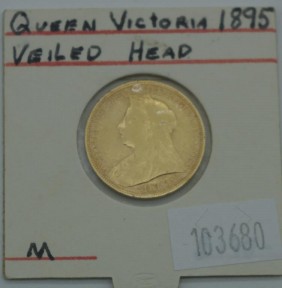 QUEEN VICTORIA 1895
VEILED HEAD
M
103680